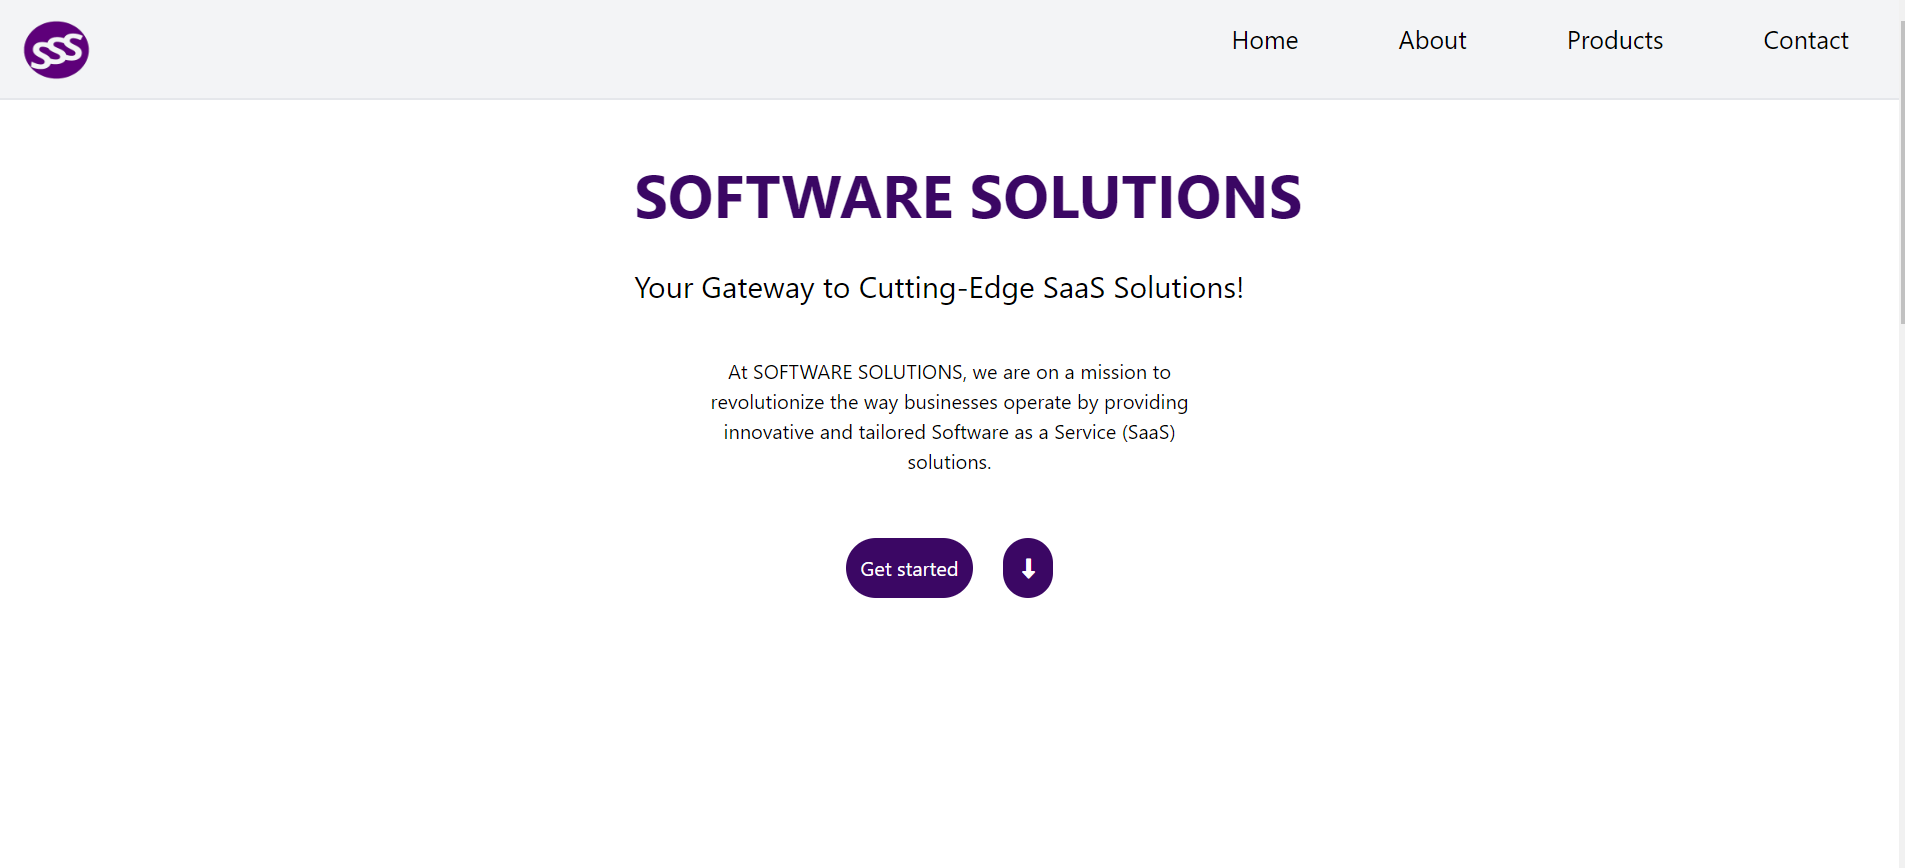 SSS
Home About Products Contact
SOFTWARE SOLUTIONS
Your Gateway to Cutting-Edge SaaS Solutions!
At SOFTWARE SOLUTIONS, we are on a mission to
revolutionize the way businesses operate by providing
innovative and tailored Software as a Service (SaaS)
solutions.
Get started